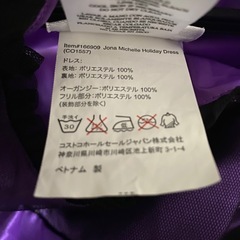 Item#166909 Jona Michelle Holiday Dress
(CO1557)
ドレス:
表地: ポリエステル 100%
裏地: ポリエステル 100%
オーガンジー: ポリエステル 100%
フリル部分: ポリエステル 100%
(装飾部分を除く)
30
コストコホールセールジャパン株式会社
神奈川県川崎市川崎区池上新町 3-1-4
ベトナム 製